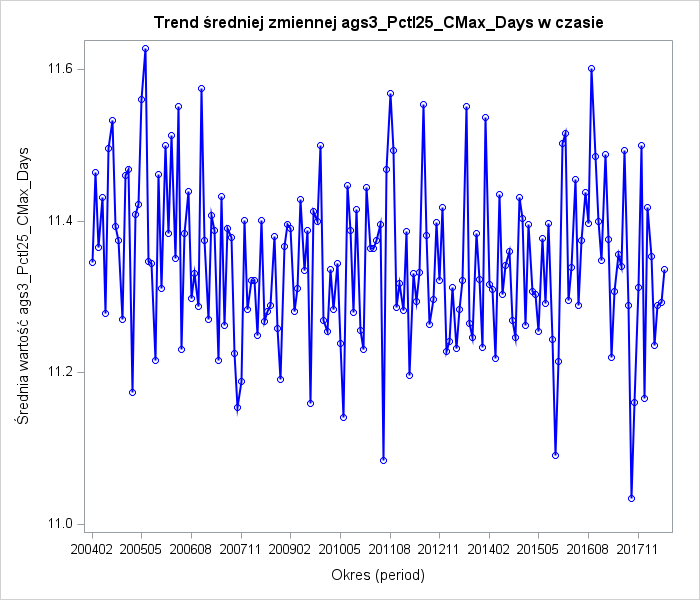 Trend średniej zmiennej ags3_Pctl25_CMax_Days w czasie
Średnia wartość ags3_Pctl25_CMax_Days
11.6
11.4
11.2
11.0
200402 200505 200608 200711 200902 201005 201108 201211 201402 201505 201608 201711
Okres (period)